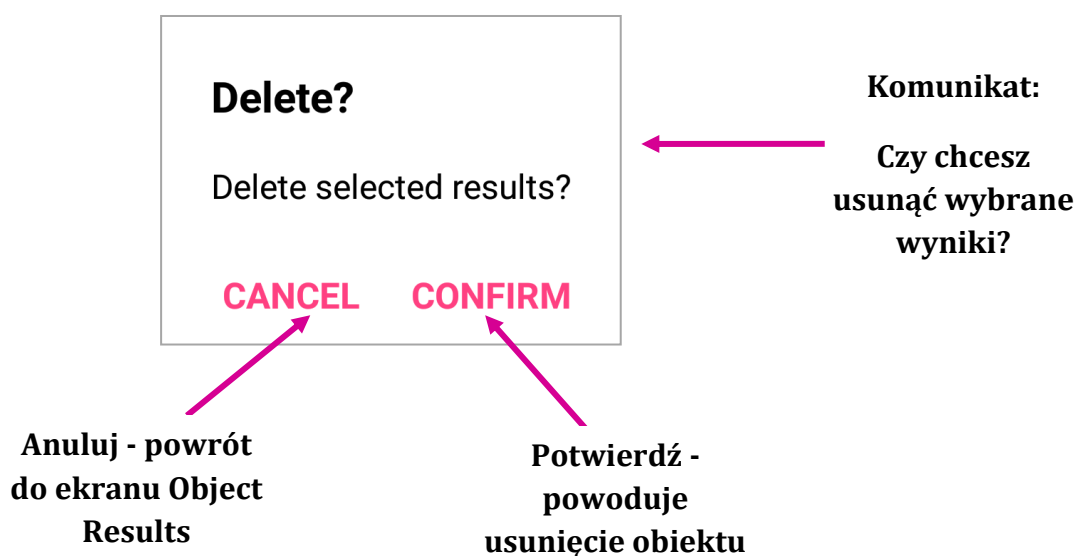 Delete?
Delete selected results?
CANCEL CONFIRM
Komunikat:
Czy chcesz
usunąć wybrane
wyniki?
Anuluj - powrót
do ekranu Object
Results
Potwierdź -
powoduje
usunięcie obiektu